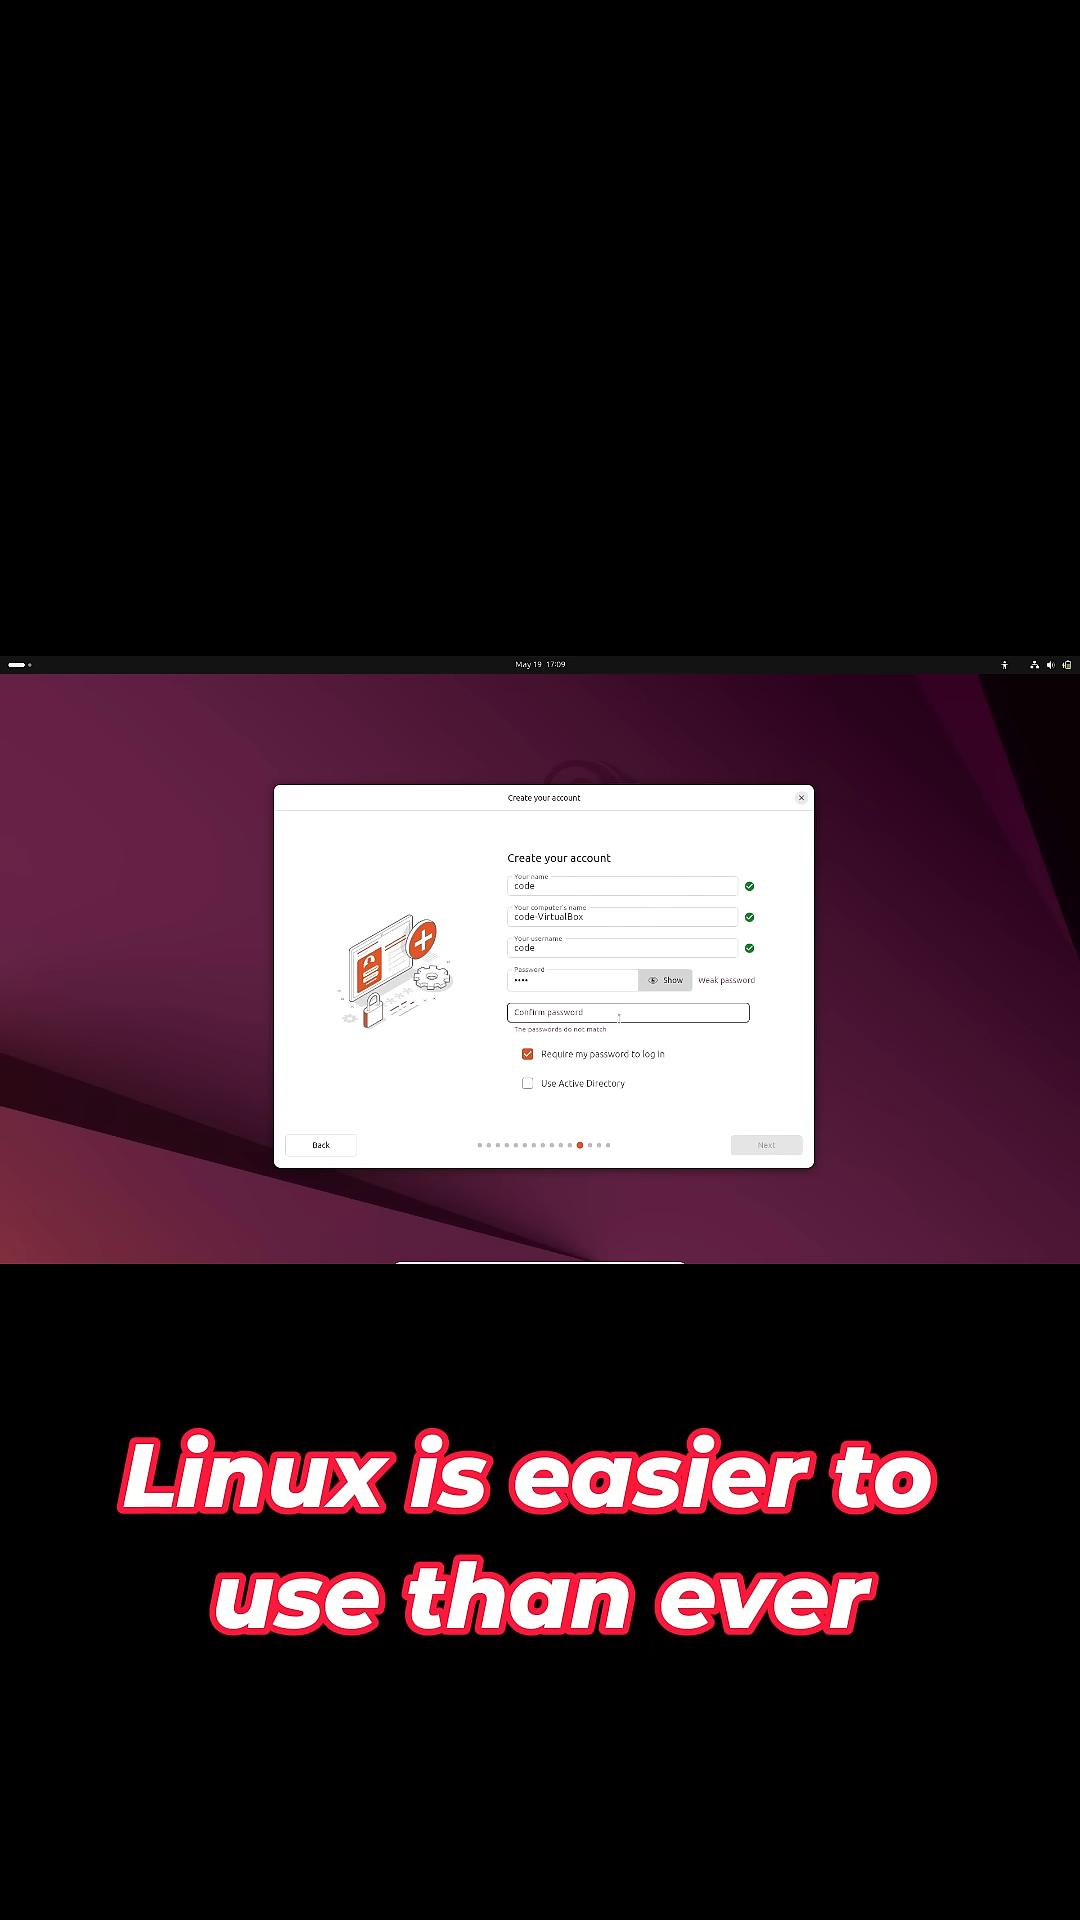 May 19 17:09
Create your account
Create your account
Your name
code
Your computer's name
code-VirtualBox
Your username
code
Password
••••
Show
Weak password
Confirm password
The passwords do not match
Require my password to log in
Use Active Directory
Back
Next
Linux is easier to
use than ever